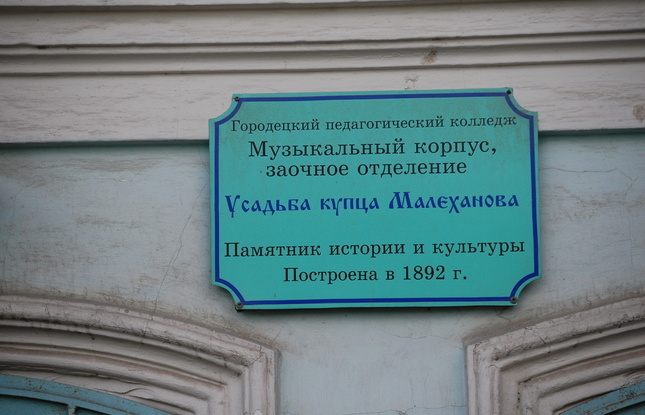 Городецкий педагогический колледж
Музыкальный корпус,
заочное отделение
Усадьба купца Малеханова
Памятник истории и культуры
Построена в 1892 г.